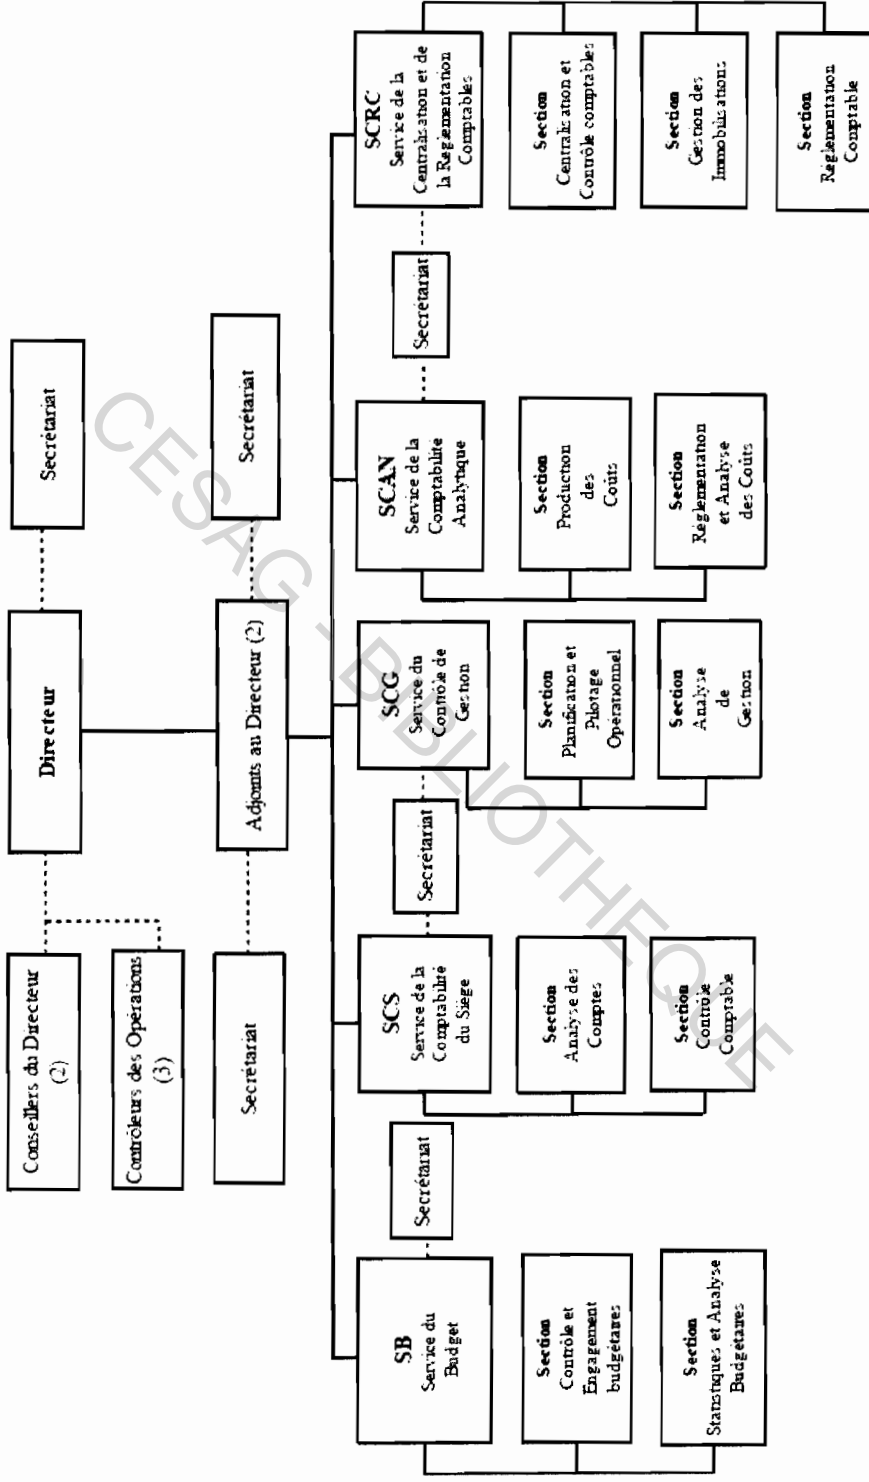 Directeur
Secrétariat
Conseillers du Directeur
(2)
Contrôleurs des Opérations
(3)
Secrétariat
Adjoints au Directeur (2)
Secrétariat
SB
Service du
Budget
Secrétariat
SCS
Service de la
Comptabilité
du Siège
Secrétariat
SCG
Service du
Contrôle de
Gestion
SCAN
Service de la
Comptabilité
Analytique
Secrétariat
SCRC
Service de la
Centralisation et de
la Réglementation
Comptables
Section
Contrôle et
Engagement
budgétaires
Section
Statistiques et Analyse
Budgétaires
Section
Analyse des
Comptes
Section
Contrôle
Comptable
Section
Planification et
Pilotage
Opérationnel
Section
Analyse
de
Gestion
Section
Production
des
Coûts
Section
Réglementation
et Analyse
des Coûts
Section
Centralisation et
Contrôle comptables
Section
Gestion des
Immobilisations
Section
Réglementation
Comptable
CESAG - BIBLIOTHEQUE